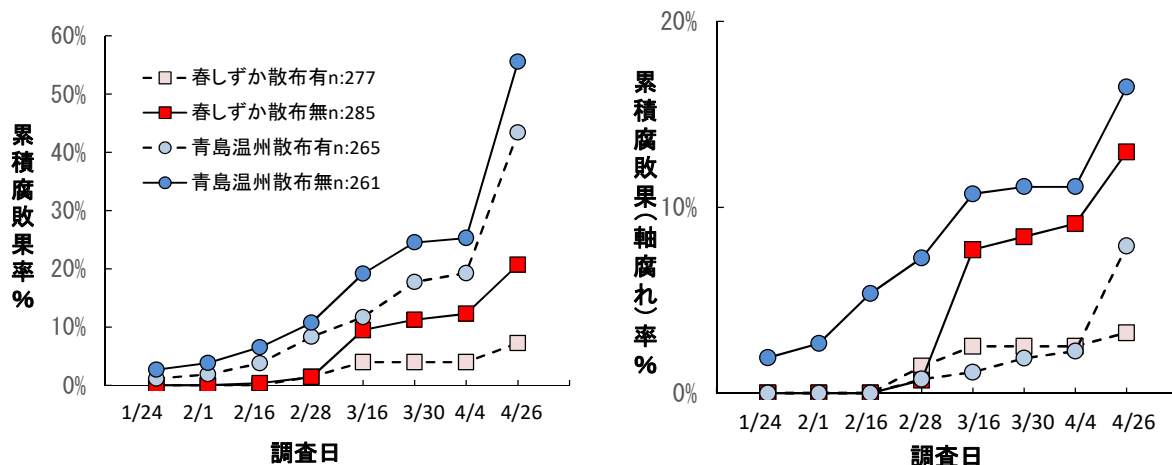 60%
50%
40%
30%
20%
10%
0%
累積腐敗果率%
春しずか散布有n:277
春しずか散布無n:285
青島温州散布有n:265
青島温州散布無n:261
1/24 2/1 2/16 2/28 3/16 3/30 4/4 4/26
調査日
20%
10%
0%
累積腐敗果(軸腐れ)率%
1/24 2/1 2/16 2/28 3/16 3/30 4/4 4/26
調査日